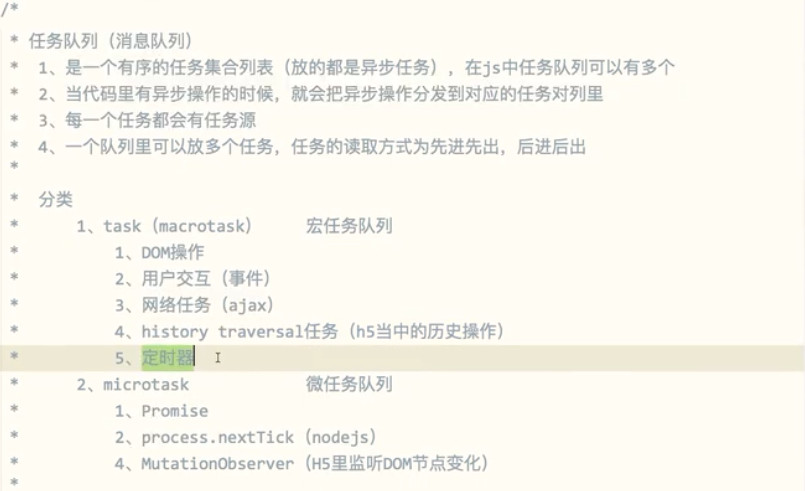 /*
* 任务队列（消息队列）
* 1、是一个有序的任务集合列表（放的都是异步任务），在js中任务队列可以有多个
* 2、当代码里有异步操作的时候，就会把异步操作分发到对应的任务对列里
* 3、每一个任务都会有任务源
* 4、一个队列里可以放多个任务，任务的读取方式为先进先出，后进后出
*
* 分类
* 1、task（macrotask） 宏任务队列
* 1、DOM操作
* 2、用户交互（事件）
* 3、网络任务（ajax）
* 4、history traversal任务（h5当中的历史操作）
* 5、定时器
* 2、microtask 微任务队列
* 1、Promise
* 2、process.nextTick（nodejs）
* 4、MutationObserver（H5里监听DOM节点变化）
*